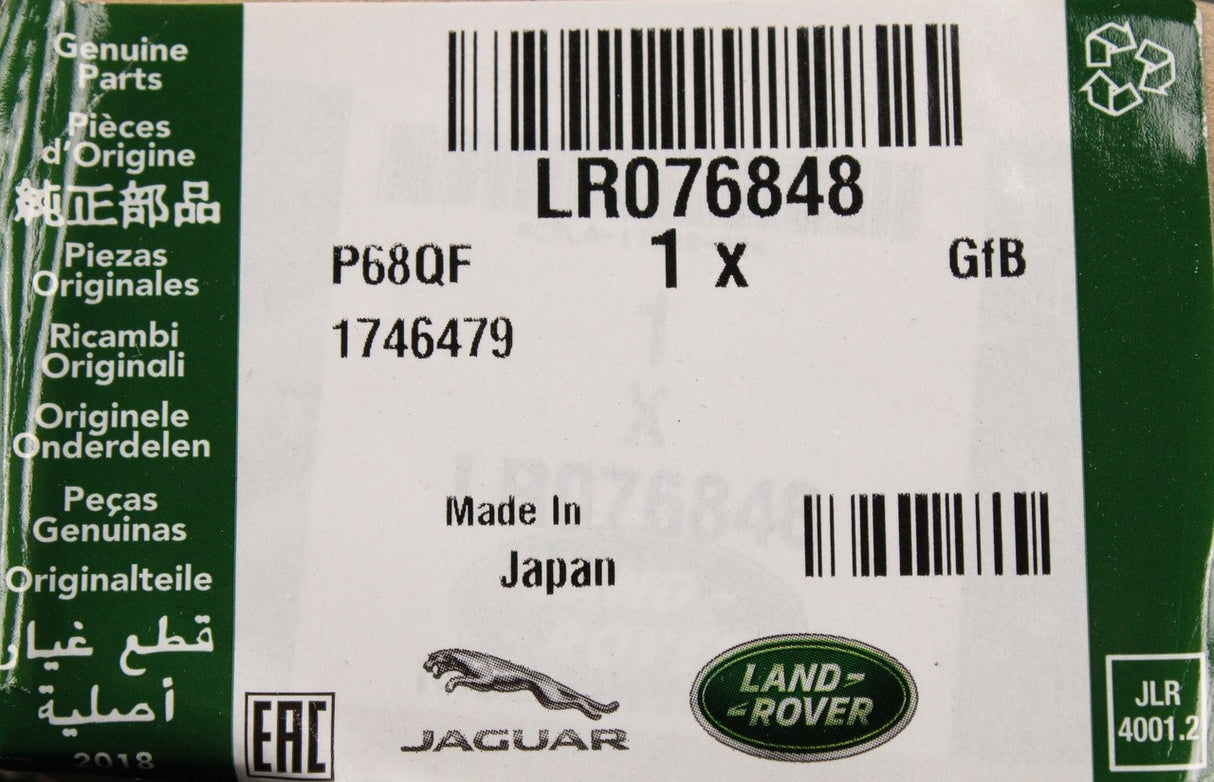 Genuine
Parts
Pièces
d'Origine
純正部品
Piezas
Originales
Ricambi
Originali
Originele
Onderdelen
Peças
Genuinas
Originalteile
قطع غيار
أصلية
2018
LR076848
P68QF 1 x GfB
1746479
Made In
Japan
JAGUAR
LAND-
-ROVER
EAC
JLR
4001.2